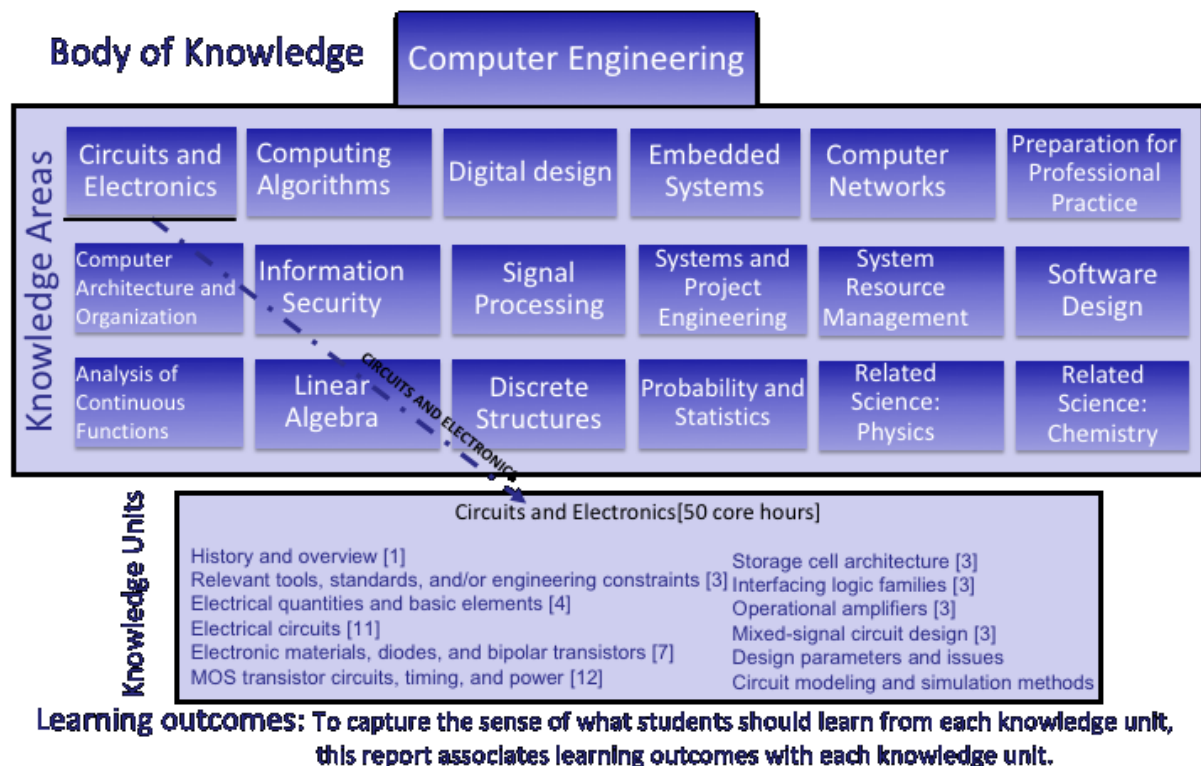 Body of Knowledge
Computer Engineering
Knowledge Areas
Circuits and
Electronics
Computing
Algorithms
Digital design
Embedded
Systems
Computer
Networks
Preparation for
Professional
Practice
Computer
Architecture and
Organization
Information
Security
Signal
Processing
Systems and
Project
Engineering
System
Resource
Management
Software
Design
Analysis of
Continuous
Functions
Linear
Algebra
Discrete
Structures
Probability and
Statistics
Related
Science:
Physics
Related
Science:
Chemistry
CIRCUITS AND ELECTRONICS
Knowledge Units
Circuits and Electronics[50 core hours]
History and overview [1]
Relevant tools, standards, and/or engineering constraints [3]
Electrical quantities and basic elements [4]
Electrical circuits [11]
Electronic materials, diodes, and bipolar transistors [7]
MOS transistor circuits, timing, and power [12]
Storage cell architecture [3]
Interfacing logic families [3]
Operational amplifiers [3]
Mixed-signal circuit design [3]
Design parameters and issues
Circuit modeling and simulation methods
Learning outcomes: To capture the sense of what students should learn from each knowledge unit,
this report associates learning outcomes with each knowledge unit.